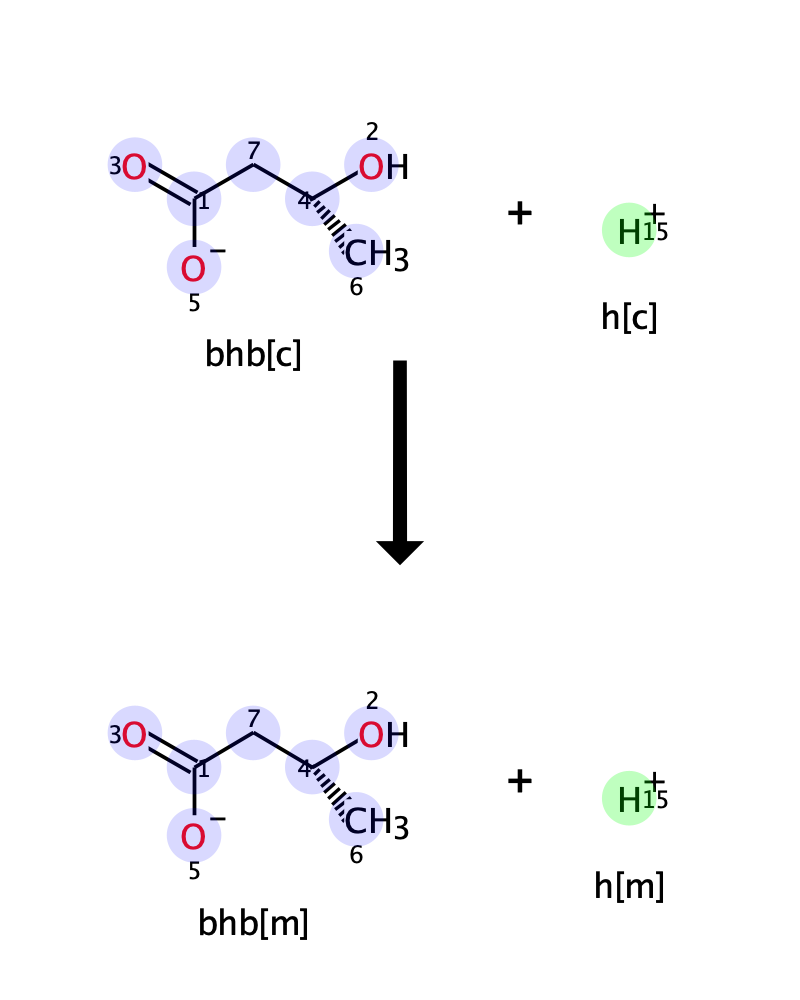 2
7
3O OH
1 4
+ H+
15
O−
CH3
5
6
bhb[c]
h[c]
2
7
3O OH
1 4
+ H+
15
O−
CH3
5
6
bhb[m]
h[m]